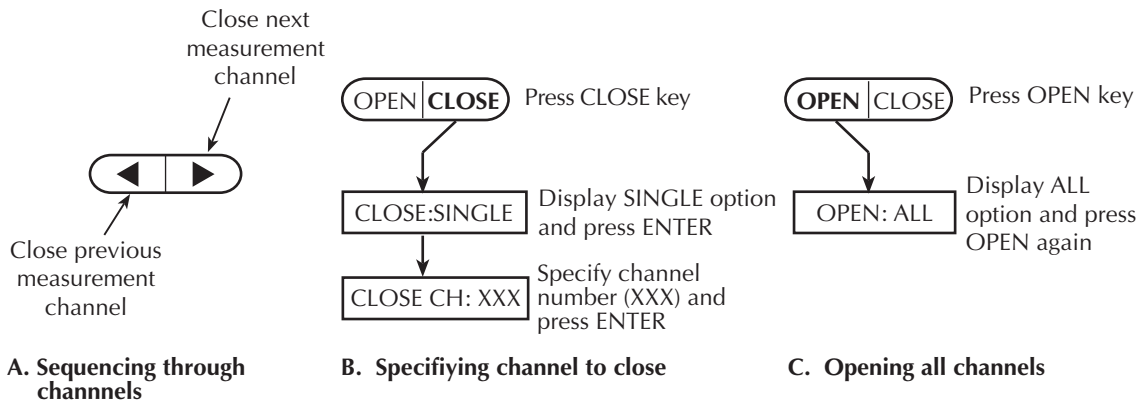 Close next
measurement
channel
Close previous
measurement
channel
A. Sequencing through
channnels
OPEN CLOSE
Press CLOSE key
CLOSE:SINGLE
Display SINGLE option
and press ENTER
CLOSE CH: XXX
Specify channel
number (XXX) and
press ENTER
B. Specifiying channel to close
OPEN CLOSE
Press OPEN key
OPEN: ALL
Display ALL
option and press
OPEN again
C. Opening all channels